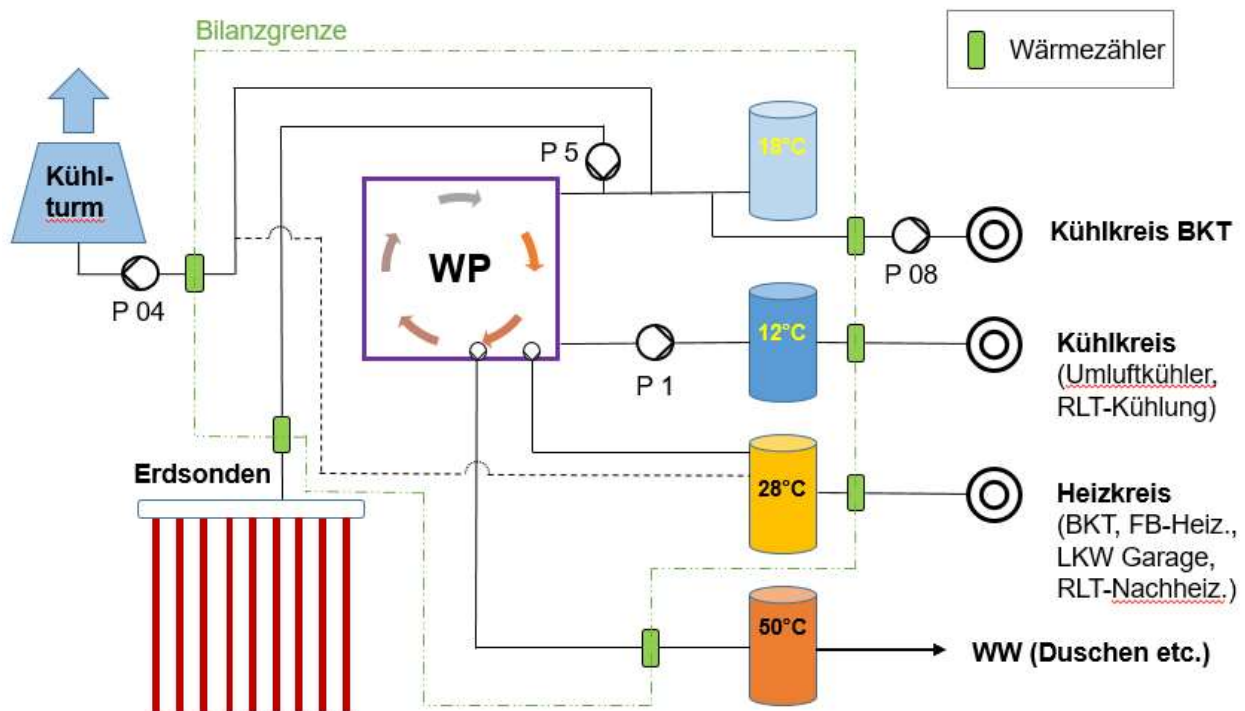 Bilanzgrenze
Wärmezähler
Kühl-
turm
P 04
P 5
WP
18°C
P 08
Kühlkreis BKT
P 1
12°C
Kühlkreis
(Umluftkühler,
RLT-Kühlung)
Erdsonden
28°C
Heizkreis
(BKT, FB-Heiz.,
LKW Garage,
RLT-Nachheiz.)
50°C
WW (Duschen etc.)